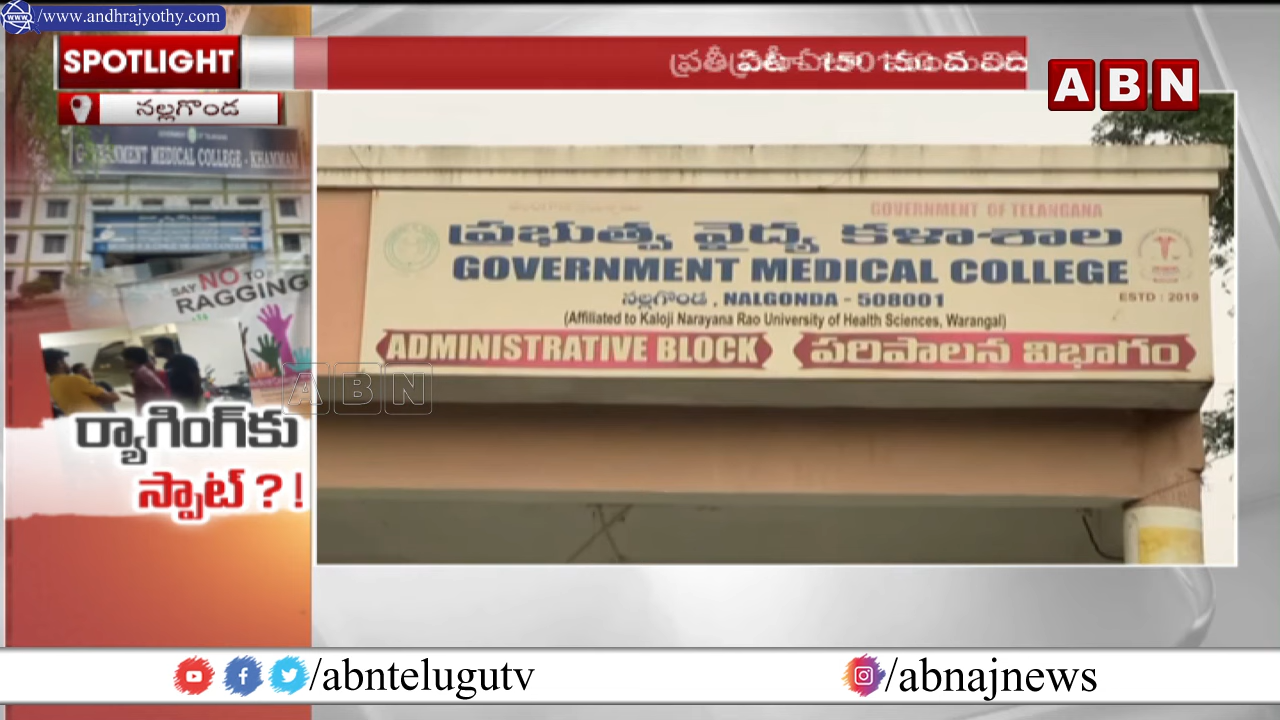 www.andhrajyothy.com
SPOTLIGHT
ABN
నల్లగొండ
GOVERNMENT MEDICAL COLLEGE - KHAMMAM
SAY NO TO
RAGGING
ర్యాగింగ్‌కు
స్పాట్ ? !
GOVERNMENT OF TELANGANA
ప్రభుత్వ వైద్య కళాశాల
GOVERNMENT MEDICAL COLLEGE
నల్లగొండ, NALGONDA - 508001
ESTD : 2019
(Affiliated to Kaloji Narayana Rao University of Health Sciences, Warangal)
ADMINISTRATIVE BLOCK పరిపాలన విభాగం
ABN
/abntelugutv
/abnajnews